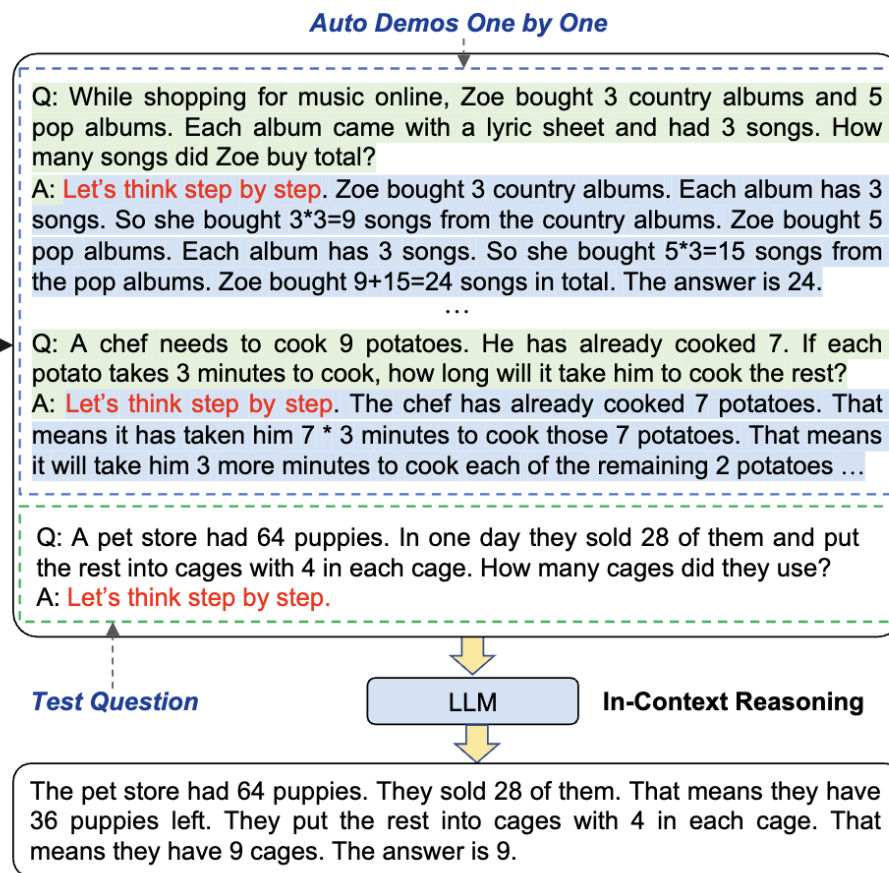 Auto Demos One by One
Q: While shopping for music online, Zoe bought 3 country albums and 5
pop albums. Each album came with a lyric sheet and had 3 songs. How
many songs did Zoe buy total?
A: Let's think step by step. Zoe bought 3 country albums. Each album has 3
songs. So she bought 3*3=9 songs from the country albums. Zoe bought 5
pop albums. Each album has 3 songs. So she bought 5*3=15 songs from
the pop albums. Zoe bought 9+15=24 songs in total. The answer is 24.
…
Q: A chef needs to cook 9 potatoes. He has already cooked 7. If each
potato takes 3 minutes to cook, how long will it take him to cook the rest?
A: Let's think step by step. The chef has already cooked 7 potatoes. That
means it has taken him 7 * 3 minutes to cook those 7 potatoes. That means
it will take him 3 more minutes to cook each of the remaining 2 potatoes …
Q: A pet store had 64 puppies. In one day they sold 28 of them and put
the rest into cages with 4 in each cage. How many cages did they use?
A: Let's think step by step.
Test Question
LLM
In-Context Reasoning
The pet store had 64 puppies. They sold 28 of them. That means they have
36 puppies left. They put the rest into cages with 4 in each cage. That
means they have 9 cages. The answer is 9.